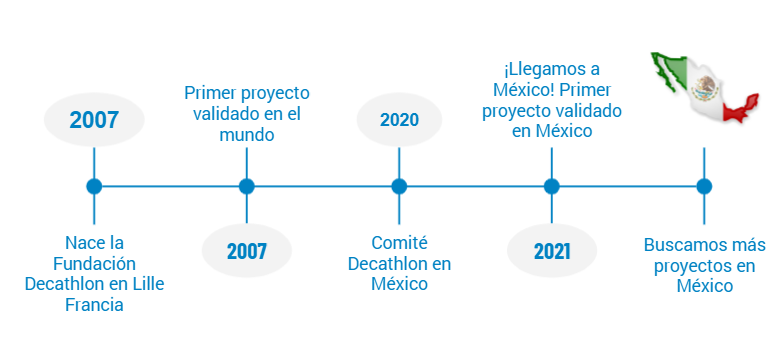 2007
Nace la
Fundación
Decathlon en Lille
Francia
Primer proyecto
validado en el
mundo
2007
2020
Comité
Decathlon en
México
¡Llegamos a
México! Primer
proyecto validado
en México
2021
Buscamos más
proyectos en
México